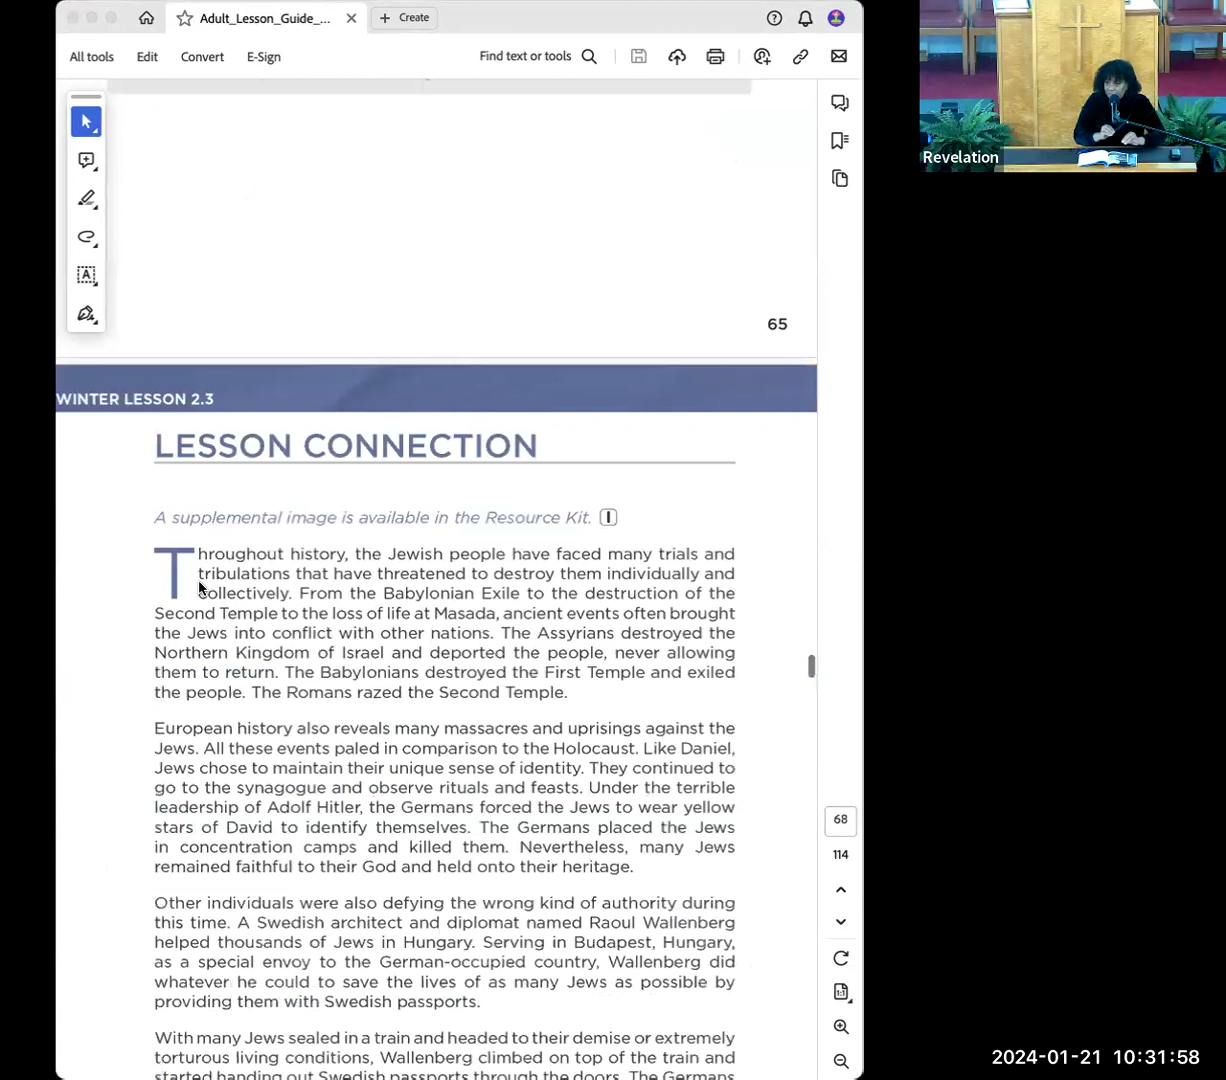 Adult_Lesson_Guide_...
Create
All tools
Edit
Convert
E-Sign
Find text or tools
Revelation
65
WINTER LESSON 2.3
LESSON CONNECTION
A supplemental image is available in the Resource Kit. I
Throughout history, the Jewish people have faced many trials and
tribulations that have threatened to destroy them individually and
collectively. From the Babylonian Exile to the destruction of the
Second Temple to the loss of life at Masada, ancient events often brought
the Jews into conflict with other nations. The Assyrians destroyed the
Northern Kingdom of Israel and deported the people, never allowing
them to return. The Babylonians destroyed the First Temple and exiled
the people. The Romans razed the Second Temple.
European history also reveals many massacres and uprisings against the
Jews. All these events paled in comparison to the Holocaust. Like Daniel,
Jews chose to maintain their unique sense of identity. They continued to
go to the synagogue and observe rituals and feasts. Under the terrible
leadership of Adolf Hitler, the Germans forced the Jews to wear yellow
stars of David to identify themselves. The Germans placed the Jews
in concentration camps and killed them. Nevertheless, many Jews
remained faithful to their God and held onto their heritage.
Other individuals were also defying the wrong kind of authority during
this time. A Swedish architect and diplomat named Raoul Wallenberg
helped thousands of Jews in Hungary. Serving in Budapest, Hungary,
as a special envoy to the German-occupied country, Wallenberg did
whatever he could to save the lives of as many Jews as possible by
providing them with Swedish passports.
With many Jews sealed in a train and headed to their demise or extremely
torturous living conditions, Wallenberg climbed on top of the train and
started handing out Swedish passports through the doors. The Germans
68
114
2024-01-21 10:31:58